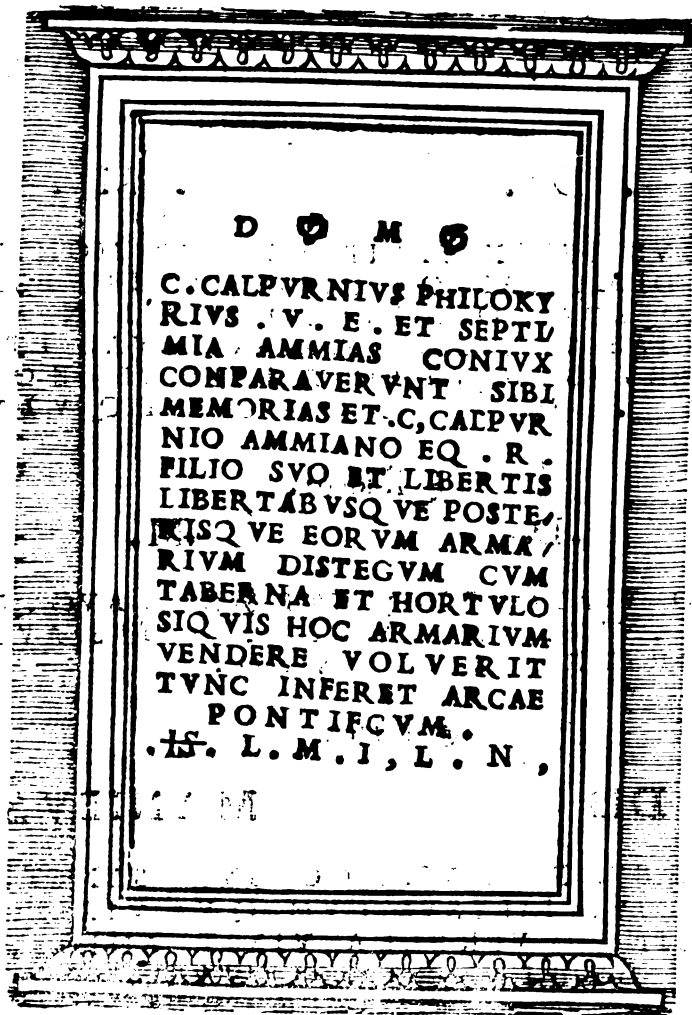 D M
C. CALPVRNIVS PHILOKY
RIVS . V . E . ET SEPTI
MIA AMMIAS CONIVX
COMPARAVERVNT SIBI
MEMORIAS ET . C, CALPVR
NIO AMMIANO EQ . R .
FILIO SVO ET LIBERTIS
LIBERTABVSQVE POSTE
RISQVE EORVM ARMA
RIVM DISTEGVM CVM
TABERNA ET HORTVLO
SIQVIS HOC ARMARIVM
VENDERE VOLVERIT
TVNC INFERET ARCAE
PONTIFCVM .
. HS . L . M . I , L . N ,